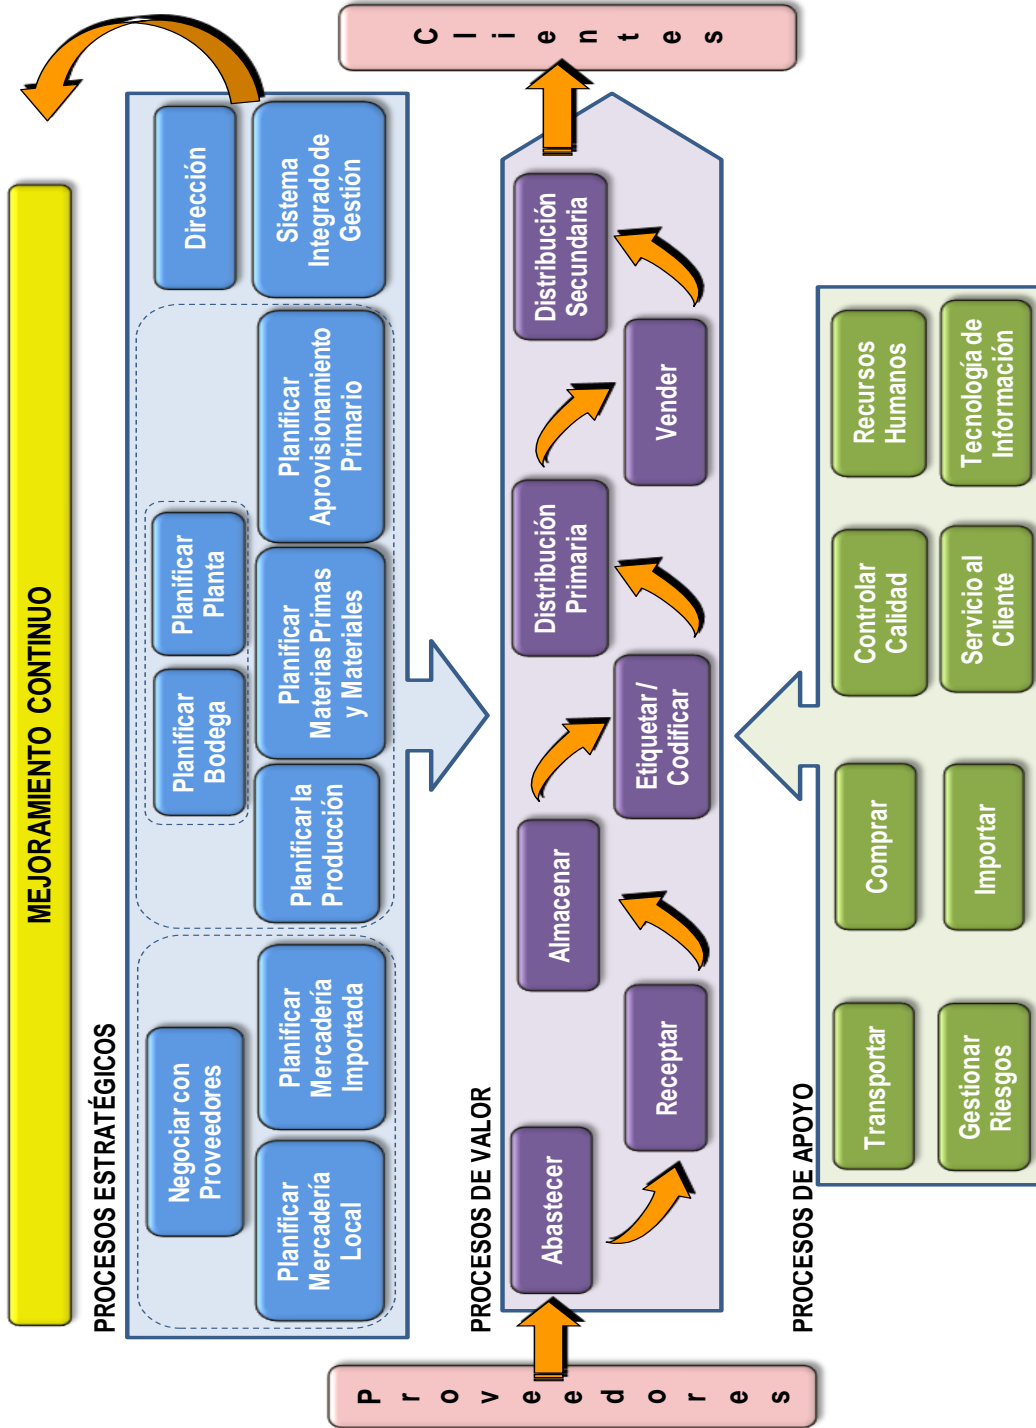 MEJORAMIENTO CONTINUO
PROCESOS ESTRATÉGICOS
Negociar con
Proveedores
Planificar
Mercadería
Local
Planificar
Mercadería
Importada
Planificar
Bodega
Planificar
Planta
Planificar la
Producción
Planificar
Materias Primas
y Materiales
Planificar
Aprovisionamiento
Primario
Dirección
Sistema
Integrado de
Gestión
PROCESOS DE VALOR
Proveedores
Abastecer
Receptar
Almacenar
Etiquetar /
Codificar
Distribución
Primaria
Vender
Distribución
Secundaria
Clientes
PROCESOS DE APOYO
Transportar
Comprar
Controlar
Calidad
Recursos
Humanos
Gestionar
Riesgos
Importar
Servicio al
Cliente
Tecnología de
Información